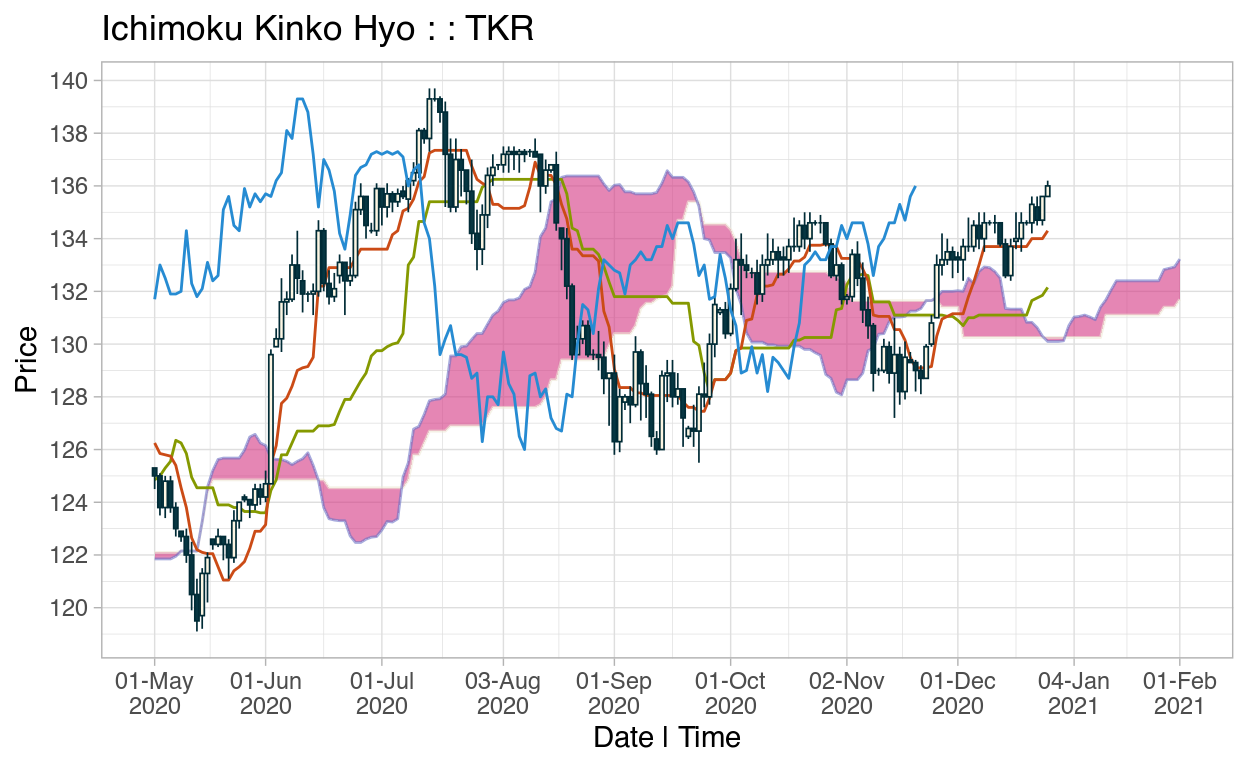 Ichimoku Kinko Hyo : : TKR
140
138
136
134
132
130
128
126
124
122
120
Price
01-May 01-Jun 01-Jul 03-Aug 01-Sep 01-Oct 02-Nov 01-Dec 04-Jan 01-Feb
2020 2020 2020 2020 2020 2020 2020 2020 2021 2021
Date | Time